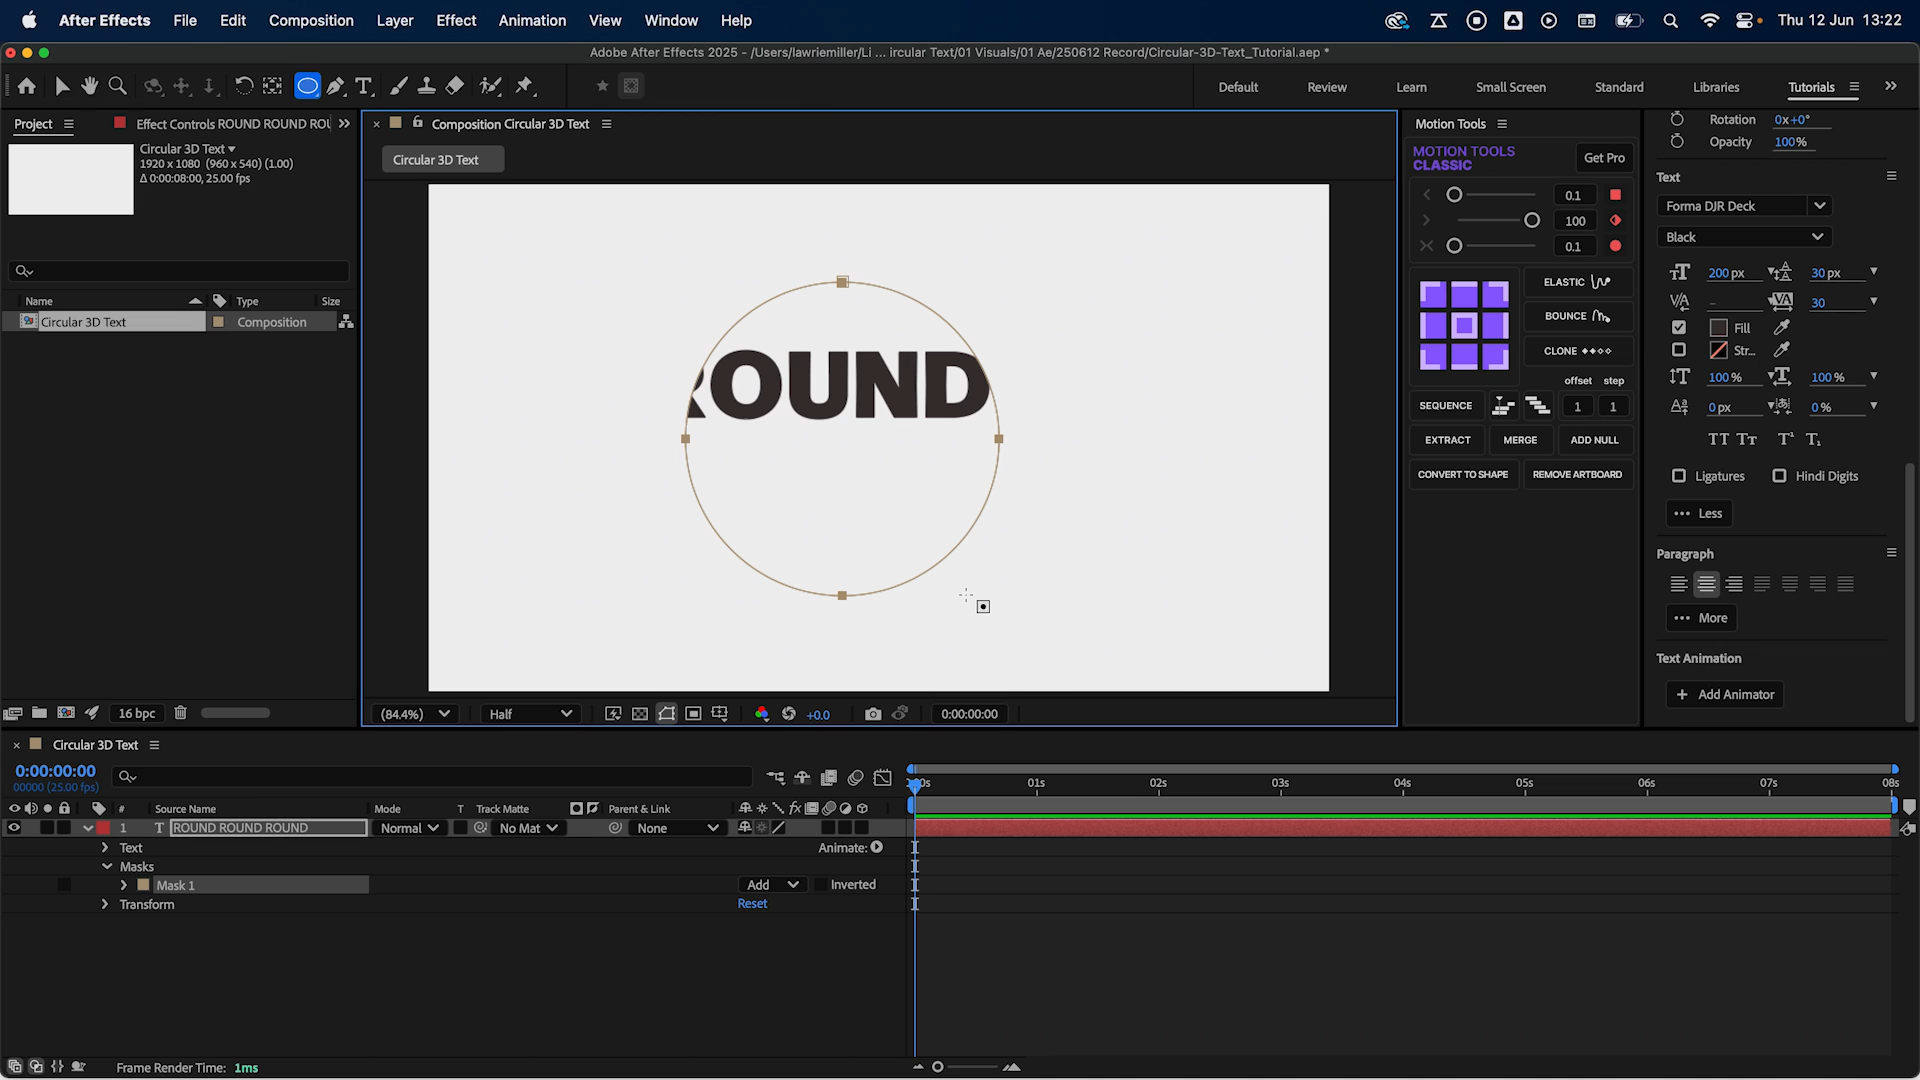 After Effects File Edit Composition Layer Effect Animation View Window Help Thu 12 Jun 13:22
Adobe After Effects 2025 - /Users/lawriemiller/Li ... ircular Text/01 Visuals/01 Ae/250612 Record/Circular-3D-Text_Tutorial.aep *
Default Review Learn Small Screen Standard Libraries Tutorials
Project Effect Controls ROUND ROUND ROU
Composition Circular 3D Text
Motion Tools
Rotation 0x+0°
Circular 3D Text
1920 x 1080 (960 x 540) (1.00)
Δ 0:00:08:00, 25.00 fps
Circular 3D Text
MOTION TOOLS
CLASSIC
Get Pro
Opacity 100%
Text
0.1
Forma DJR Deck
100
Black
0.1
200 px 30 px
Name Type Size
ELASTIC
30
Circular 3D Text Composition
BOUNCE
Fill
CLONE
Str...
ROUND
offset step
100 % 100 %
SEQUENCE 1 1
0 px 0 %
EXTRACT MERGE ADD NULL
TT Tт T¹ T₁
CONVERT TO SHAPE REMOVE ARTBOARD
Ligatures Hindi Digits
Less
Paragraph
More
Text Animation
Add Animator
16 bpc
(84.4%) Half +0.0 0:00:00:00
Circular 3D Text
0:00:00:00
00000 (25.00 fps)
00s 01s 02s 03s 04s 05s 06s 07s 08s
# Source Name Mode T Track Matte Parent & Link
1 T ROUND ROUND ROUND Normal No Mat None
Text Animate:
Masks
Mask 1 Add Inverted
Transform Reset
Frame Render Time: 1ms